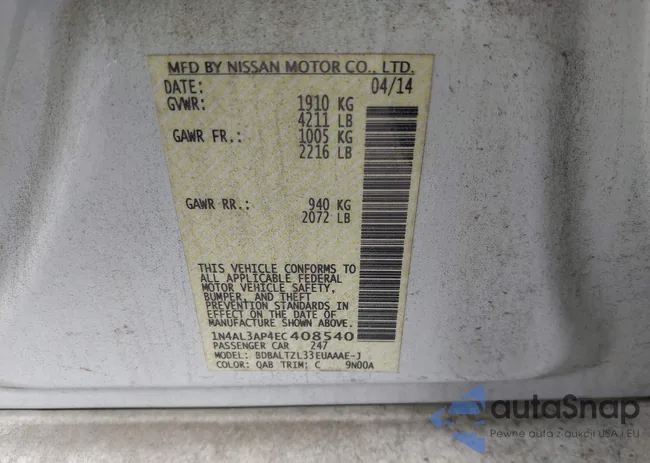 MFD BY NISSAN MOTOR CO., LTD.
DATE: 04/14
GVWR: 1910 KG
4211 LB
GAWR FR.: 1005 KG
2216 LB
GAWR RR.: 940 KG
2072 LB
THIS VEHICLE CONFORMS TO
ALL APPLICABLE FEDERAL
MOTOR VEHICLE SAFETY,
BUMPER, AND THEFT
PREVENTION STANDARDS IN
EFFECT ON THE DATE OF
MANUFACTURE SHOWN ABOVE.
1N4AL3AP4EC408540
PASSENGER CAR 247
MODEL: BDBALTZL33EUAAAE-J
COLOR: QAB TRIM: C 9N00A
autaSnap
Pewne auta z aukcji USA i EU